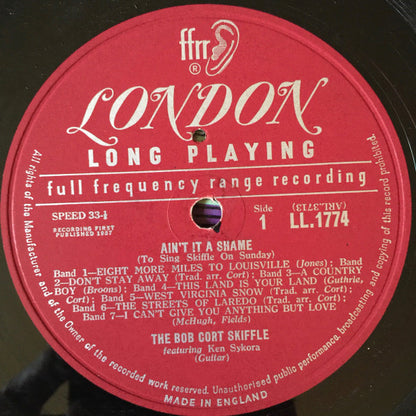 ffrr
®
LONDON
LONG PLAYING
full frequency range recording
SPEED 33⅓
RECORDING FIRST
PUBLISHED 1957
Side
1
(ARL.3713)
LL.1774
AIN'T IT A SHAME
(To Sing Skiffle On Sunday)
Band 1—EIGHT MORE MILES TO LOUISVILLE (Jones); Band
2—DON'T STAY AWAY (Trad. arr. Cort); Band 3—A COUNTRY
BOY (Broons); Band 4—THIS LAND IS YOUR LAND (Guthrie,
arr. Cort); Band 5—WEST VIRGINIA SNOW (Trad. arr. Cort);
Band 6—THE STREETS OF LAREDO (Trad. arr. Cort);
Band 7—I CAN'T GIVE YOU ANYTHING BUT LOVE
(McHugh, Fields)
THE BOB CORT SKIFFLE
featuring Ken Sykora
(Guitar)
All rights of the Manufacturer and of the Owner of the recorded work reserved. Unauthorised public performance, broadcasting and copying of this record prohibited.
MADE IN ENGLAND